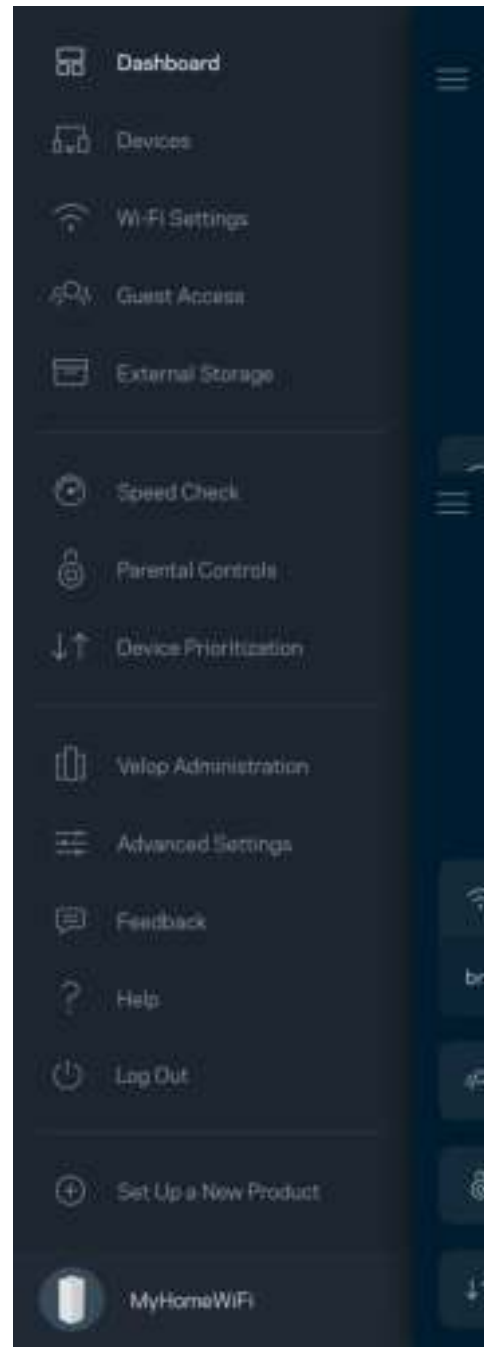 Dashboard
Devices
Wi-Fi Settings
Guest Access
External Storage
Speed Check
Parental Controls
Device Prioritization
Velop Administration
Advanced Settings
Feedback
Help
Log Out
Set Up a New Product
MyHomeWiFi
br